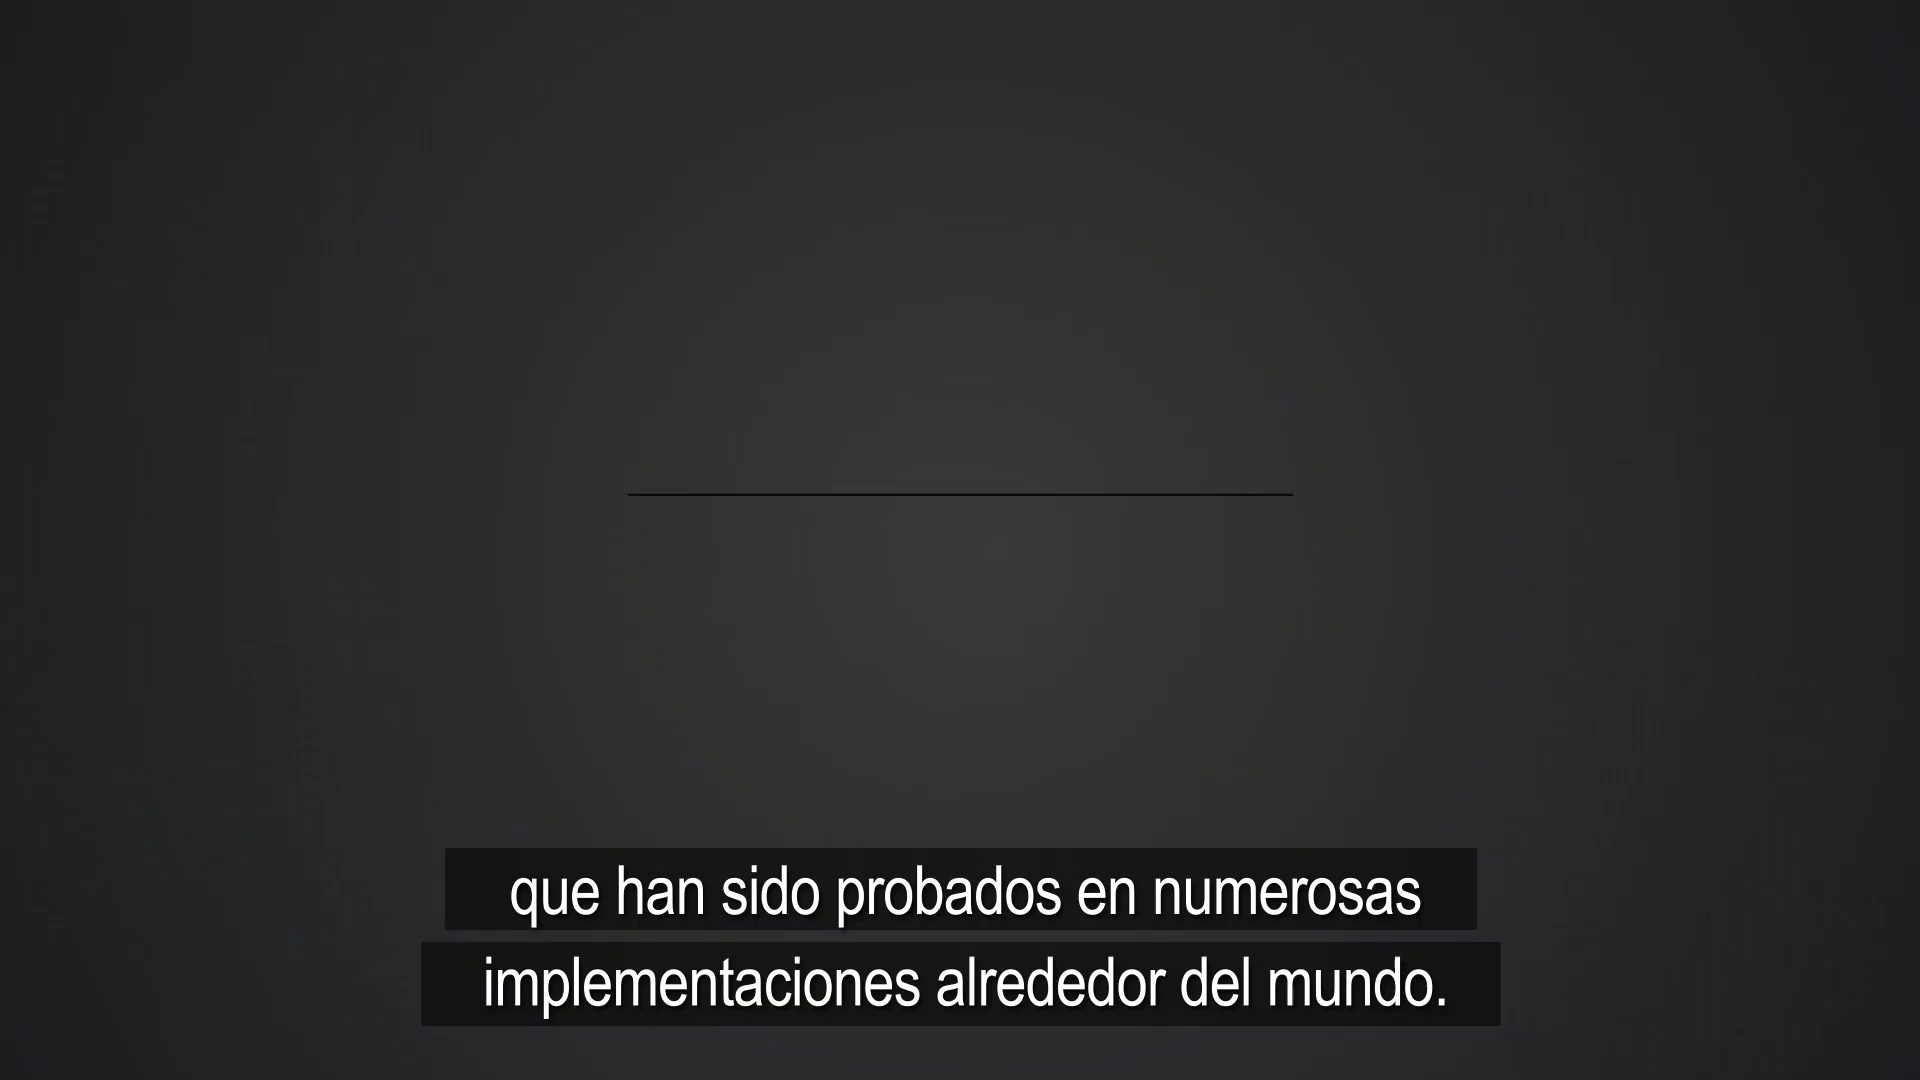 que han sido probados en numerosas
implementaciones alrededor del mundo.